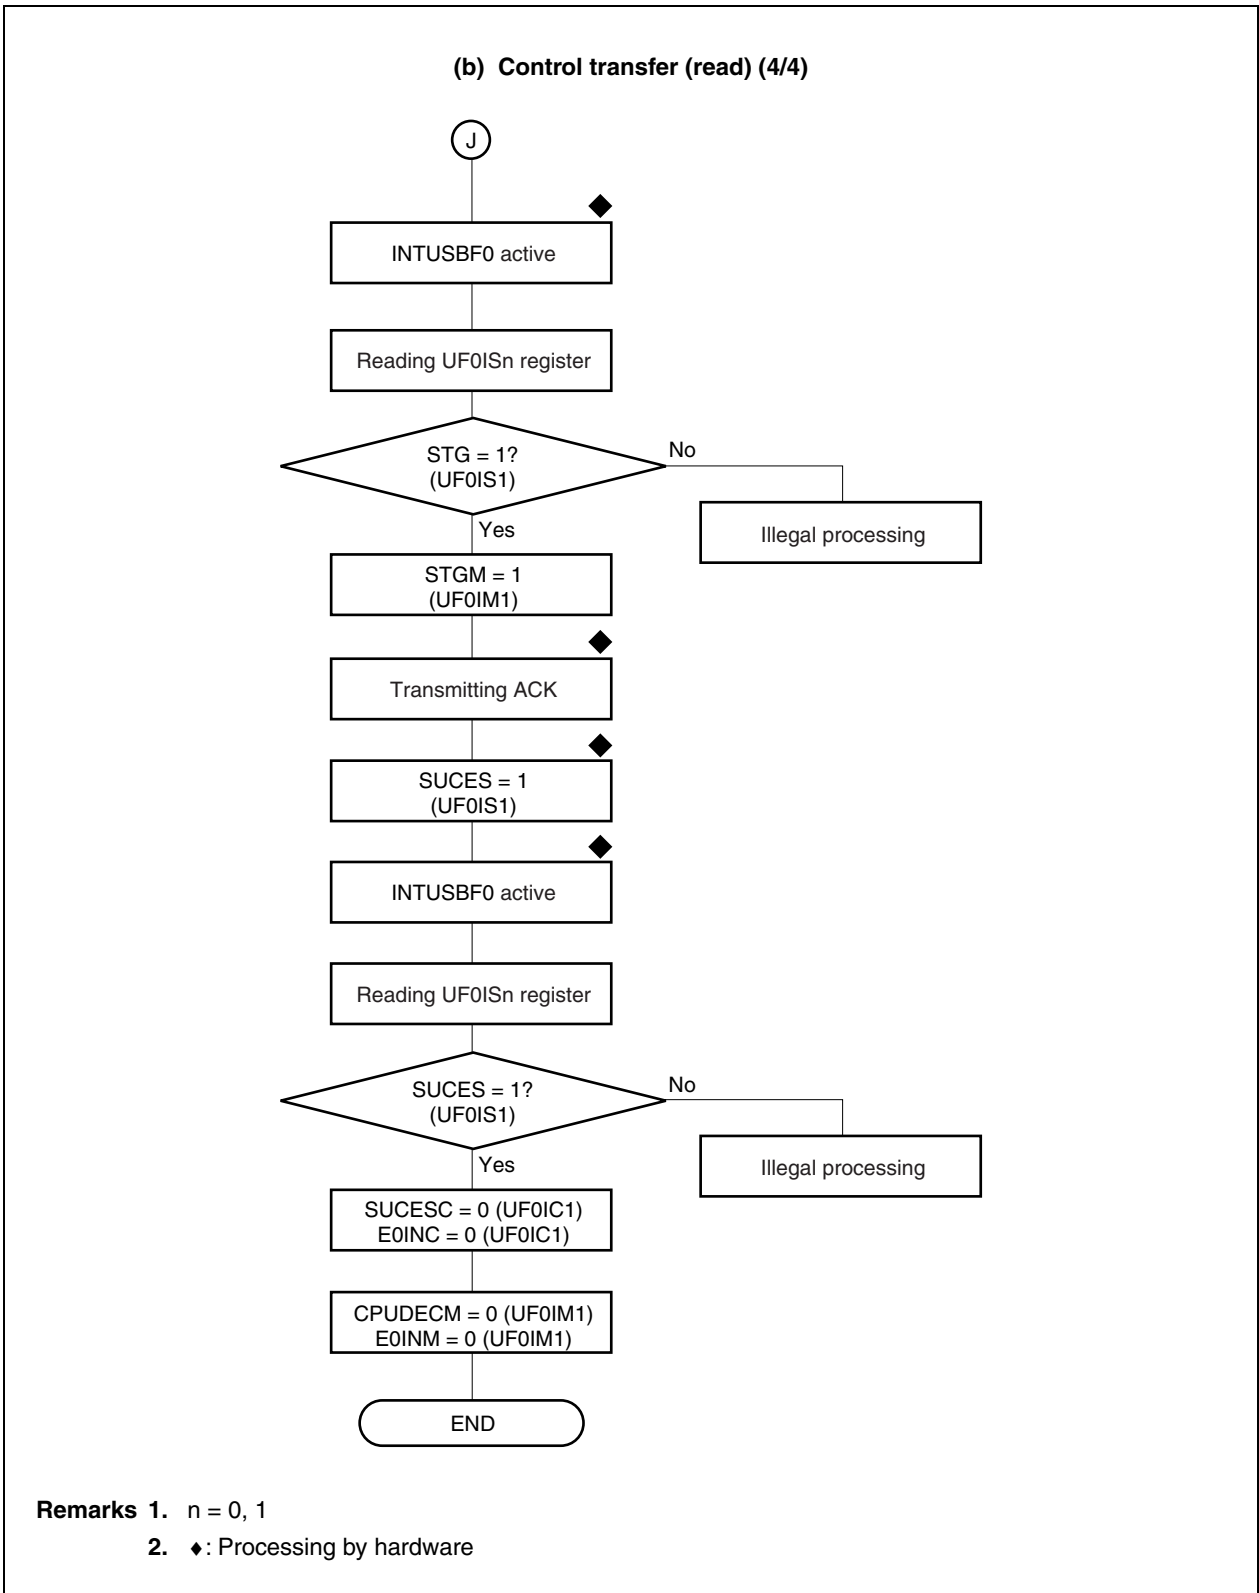 (b) Control transfer (read) (4/4)
J
INTUSBF0 active
Reading UF0ISn register
STG = 1?
(UF0IS1)
No
Illegal processing
Yes
STGM = 1
(UF0IM1)
Transmitting ACK
SUCES = 1
(UF0IS1)
INTUSBF0 active
Reading UF0ISn register
SUCES = 1?
(UF0IS1)
No
Illegal processing
Yes
SUCESC = 0 (UF0IC1)
E0INC = 0 (UF0IC1)
CPUDECM = 0 (UF0IM1)
E0INM = 0 (UF0IM1)
END
Remarks 1. n = 0, 1
2. ♦: Processing by hardware